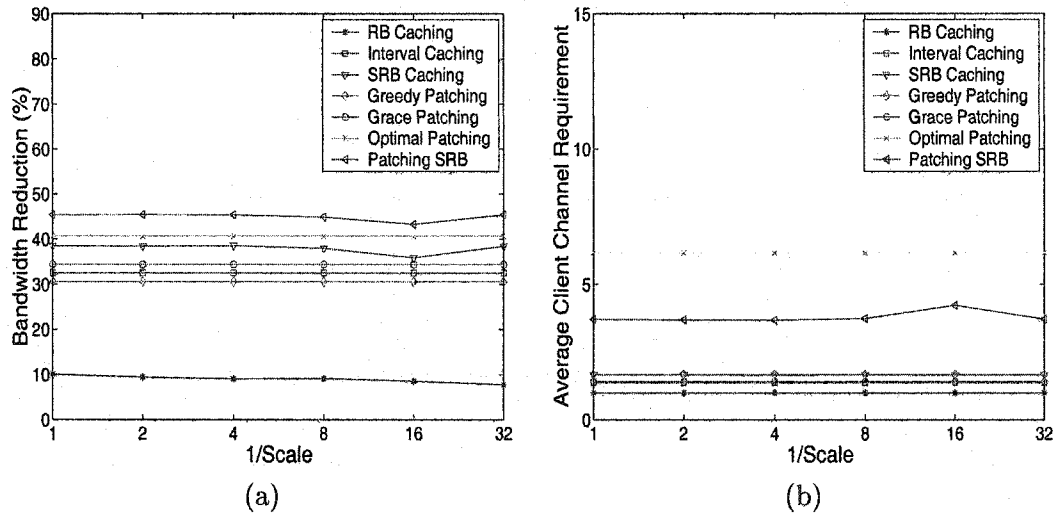 Bandwidth Reduction (%)
90
80
70
60
50
40
30
20
10
0
RB Caching
Interval Caching
SRB Caching
Greedy Patching
Grace Patching
Optimal Patching
Patching SRB
1 2 4 8 16 32
1/Scale
(a)
Average Client Channel Requirement
15
10
5
0
RB Caching
Interval Caching
SRB Caching
Greedy Patching
Grace Patching
Optimal Patching
Patching SRB
1 2 4 8 16 32
1/Scale
(b)